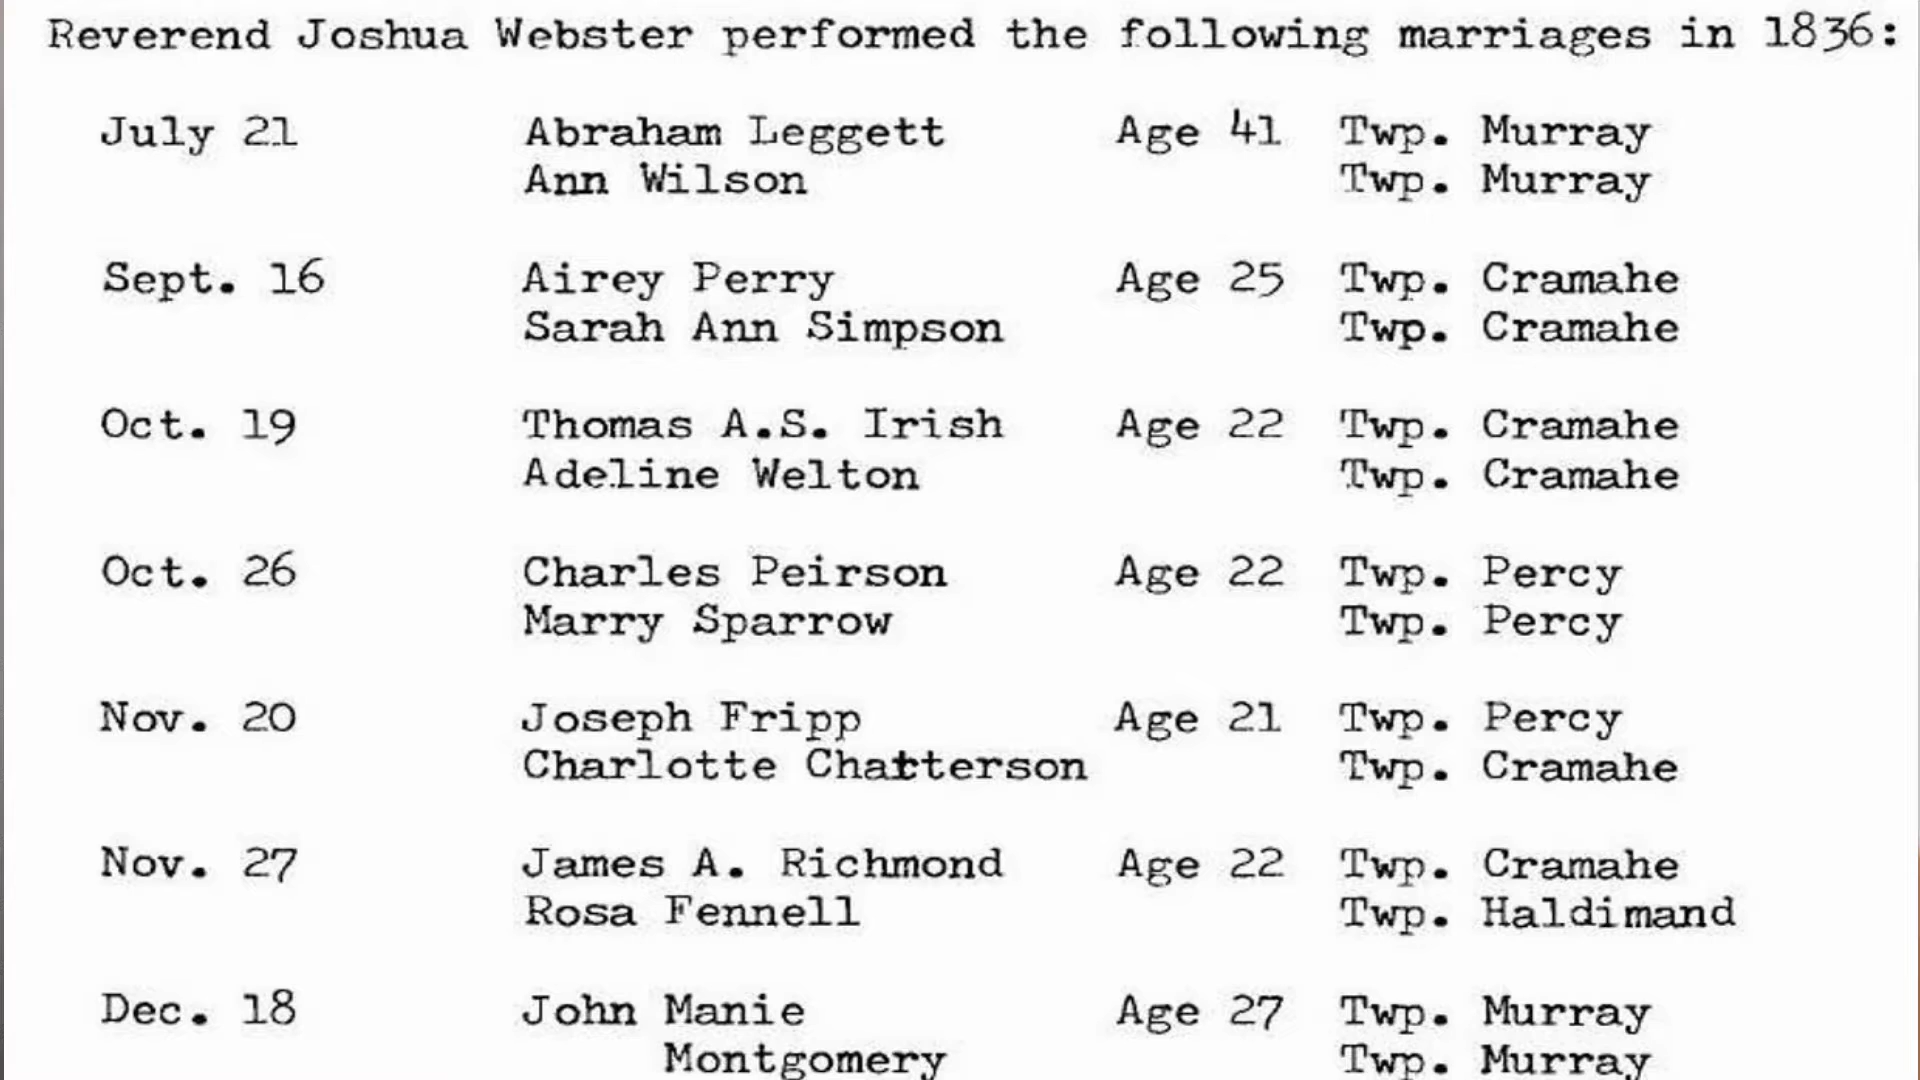 Reverend Joshua Webster performed the following marriages in 1836:
July 21 Abraham Leggett Age 41 Twp. Murray
Ann Wilson Twp. Murray
Sept. 16 Airey Perry Age 25 Twp. Cramahe
Sarah Ann Simpson Twp. Cramahe
Oct. 19 Thomas A.S. Irish Age 22 Twp. Cramahe
Adeline Welton Twp. Cramahe
Oct. 26 Charles Peirson Age 22 Twp. Percy
Marry Sparrow Twp. Percy
Nov. 20 Joseph Fripp Age 21 Twp. Percy
Charlotte Chatterson Twp. Cramahe
Nov. 27 James A. Richmond Age 22 Twp. Cramahe
Rosa Fennell Twp. Haldimand
Dec. 18 John Manie Age 27 Twp. Murray
Montgomery Twp. Murray